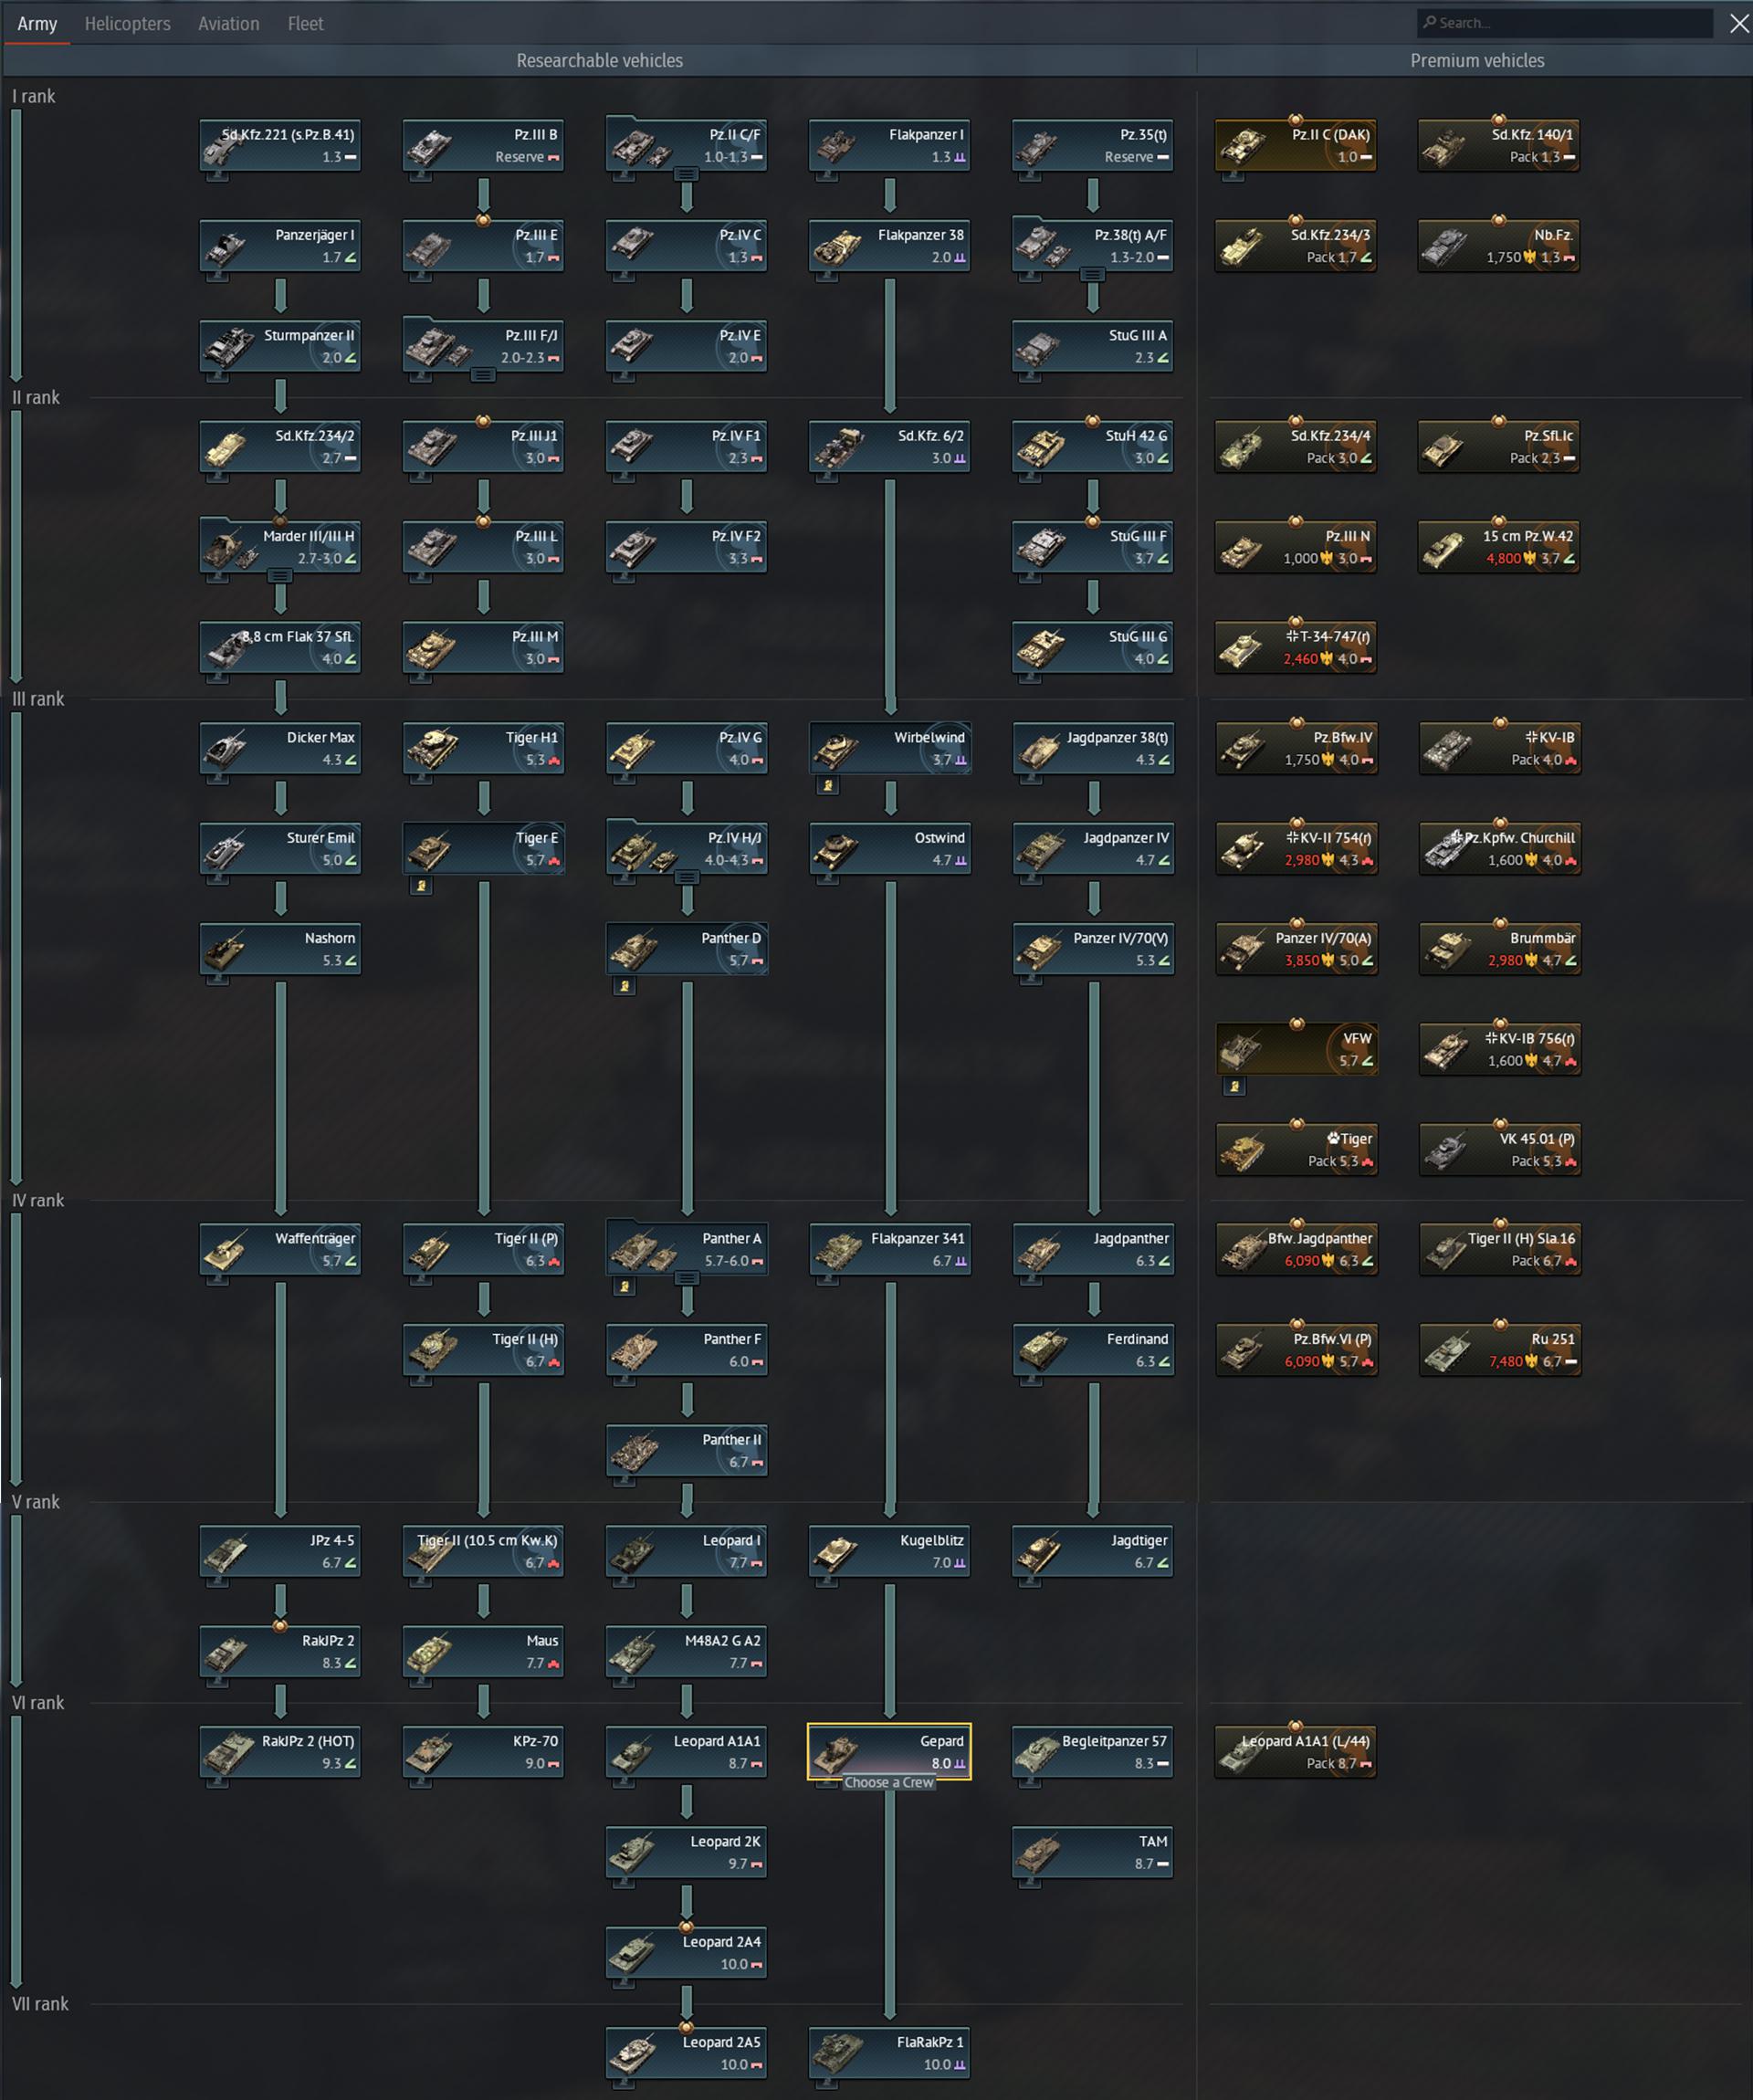 Army Helicopters Aviation Fleet Search...
Researchable vehicles Premium vehicles
I rank
Sd.Kfz.221 (s.Pz.B.41) Pz.III B Pz.II C/F Flakpanzer I Pz.35(t) Pz.II C (DAK) Sd.Kfz. 140/1
1.3 Reserve 1.0-1.3 1.3 Reserve 1.0 Pack 1.3
Panzerjäger I Pz.III E Pz.IV C Flakpanzer 38 Pz.38(t) A/F Sd.Kfz.234/3 Nb.Fz.
1.7 1.7 1.3 2.0 1.3-2.0 Pack 1.7 1,750 1.3
Sturmpanzer II Pz.III F/J Pz.IV E StuG III A
2.0 2.0-2.3 2.0 2.3
II rank
Sd.Kfz.234/2 Pz.III J1 Pz.IV F1 Sd.Kfz. 6/2 StuH 42 G Sd.Kfz.234/4 Pz.Sfl.Ic
2.7 3.0 2.3 3.0 3.0 Pack 3.0 Pack 2.3
Marder III/III H Pz.III L Pz.IV F2 StuG III F Pz.III N 15 cm Pz.W.42
2.7-3.0 3.0 3.3 3.7 1,000 3.0 4,800 3.7
8,8 cm Flak 37 Sfl. Pz.III M StuG III G T-34-747(r)
4.0 3.0 4.0 2,460 4.0
III rank
Dicker Max Tiger H1 Pz.IV G Wirbelwind Jagdpanzer 38(t) Pz.Bfw.IV KV-IB
4.3 5.3 4.0 3.7 4.3 1,750 4.0 Pack 4.0
Sturer Emil Tiger E Pz.IV H/J Ostwind Jagdpanzer IV KV-II 754(r) Pz.Kpfw. Churchill
5.0 5.7 4.0-4.3 4.7 4.7 2,980 4.3 1,600 4.0
Nashorn Panther D Panzer IV/70(V) Panzer IV/70(A) Brummbär
5.3 5.7 5.3 3,850 5.0 2,980 4.7
VFW KV-IB 756(r)
5.7 1,600 4.7
Tiger VK 45.01 (P)
Pack 5.3 Pack 5.3
IV rank
Waffenträger Tiger II (P) Panther A Flakpanzer 341 Jagdpanther Bfw. Jagdpanther Tiger II (H) Sla.16
5.7 6.3 5.7-6.0 6.7 6.3 6,090 6.3 Pack 6.7
Tiger II (H) Panther F Ferdinand Pz.Bfw.VI (P) Ru 251
6.7 6.0 6.3 6,090 5.7 7,480 6.7
Panther II
6.7
V rank
JPz 4-5 Tiger II (10.5 cm Kw.K) Leopard I Kugelblitz Jagdtiger
6.7 6.7 7.7 7.0 6.7
RakJPz 2 Maus M48A2 G A2
8.3 7.7 7.7
VI rank
RakJPz 2 (HOT) KPz-70 Leopard A1A1 Gepard Begleitpanzer 57 Leopard A1A1 (L/44)
9.3 9.0 8.7 8.0 8.3 Pack 8.7
Choose a Crew
Leopard 2K TAM
9.7 8.7
Leopard 2A4
10.0
VII rank
Leopard 2A5 FlaRakPz 1
10.0 10.0